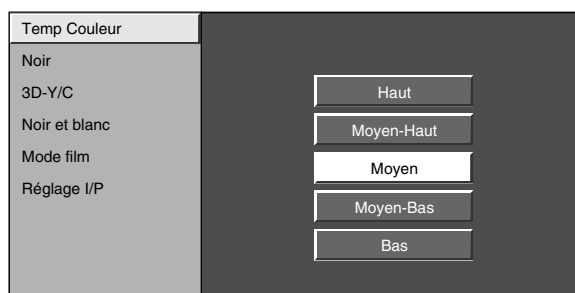 Temp Couleur
Noir
3D-Y/C
Noir et blanc
Mode film
Réglage I/P
Haut
Moyen-Haut
Moyen
Moyen-Bas
Bas